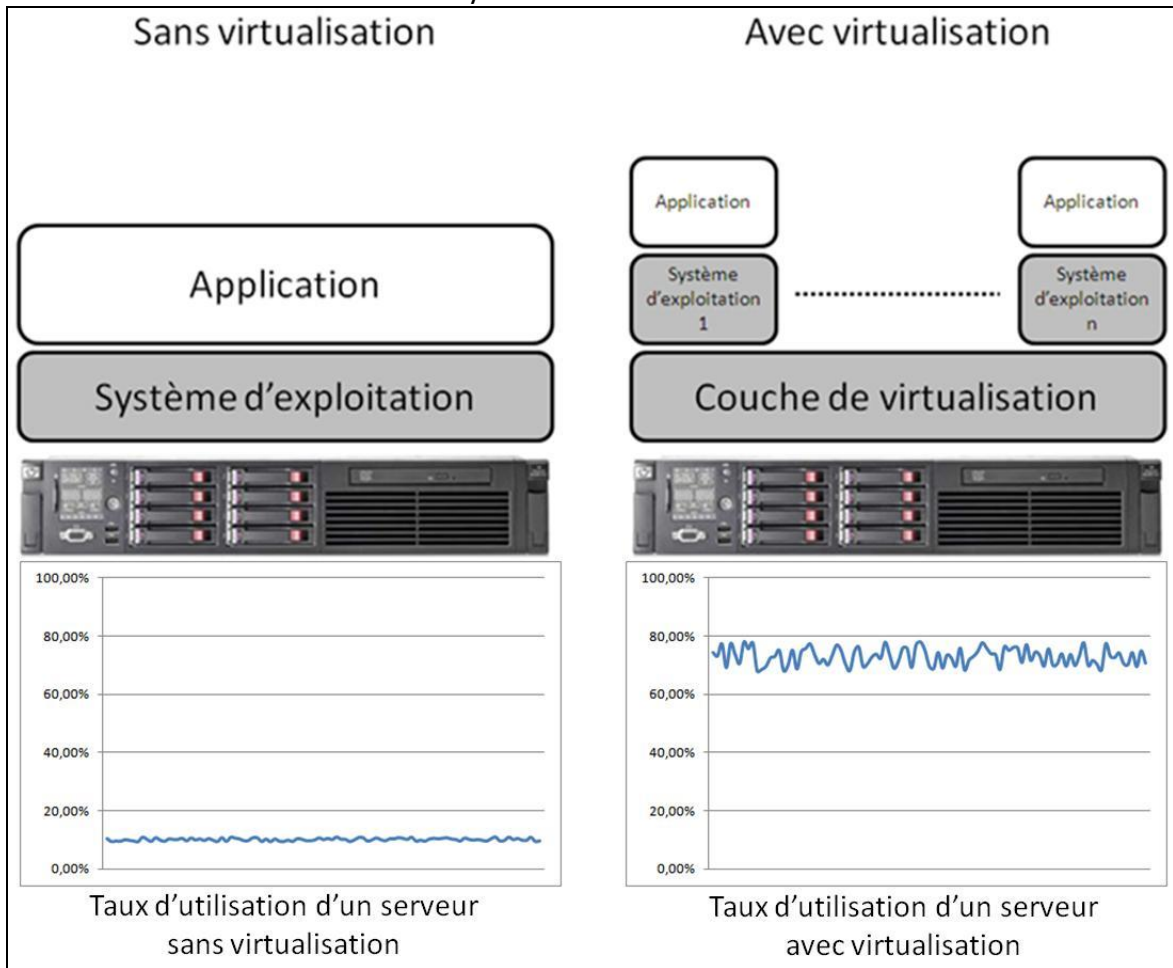 Sans virtualisation
Application
Système d'exploitation
100,00%
80,00%
60,00%
40,00%
20,00%
0,00%
Taux d'utilisation d'un serveur
sans virtualisation
Avec virtualisation
Application
Système
d'exploitation
1
Application
Système
d'exploitation
n
Couche de virtualisation
100,00%
80,00%
60,00%
40,00%
20,00%
0,00%
Taux d'utilisation d'un serveur
avec virtualisation